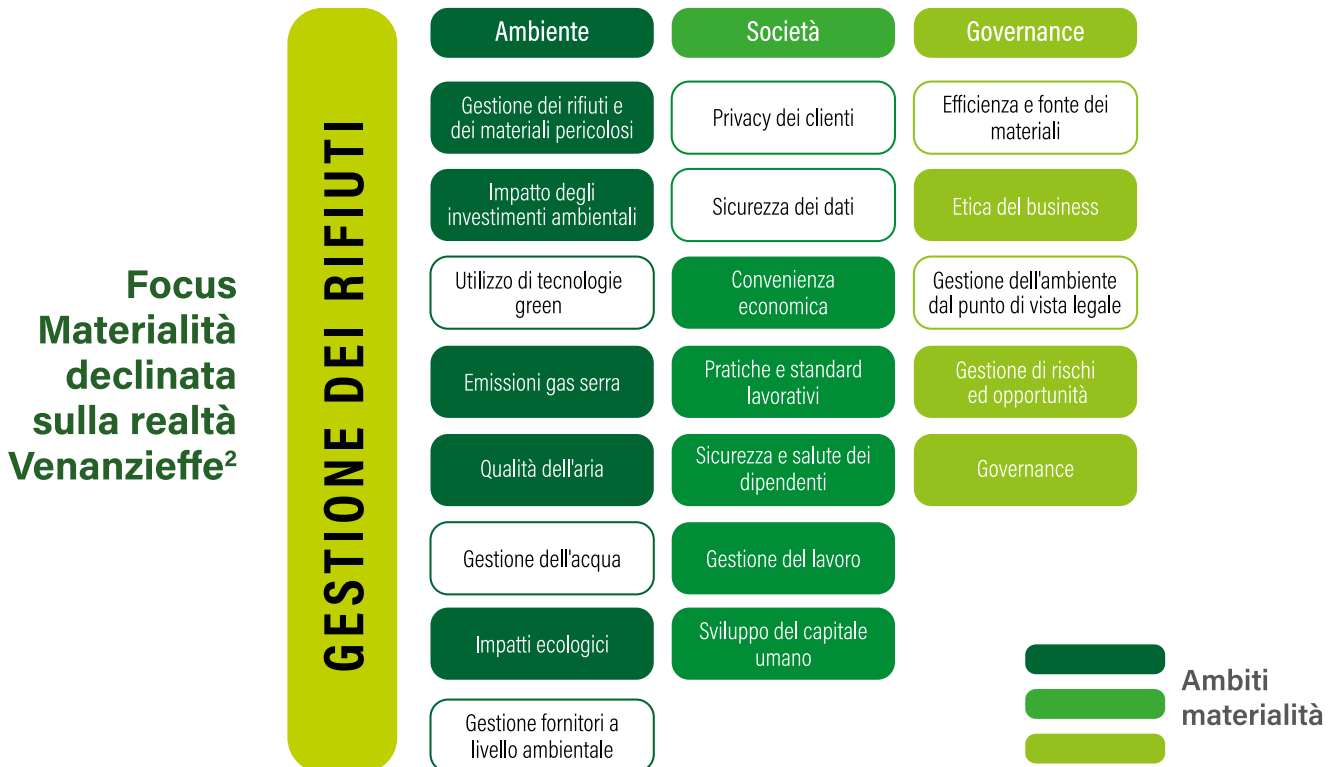 Focus
Materialità
declinata
sulla realtà
Venanzieffe²
GESTIONE DEI RIFIUTI
Ambiente
Gestione dei rifiuti e
dei materiali pericolosi
Impatto degli
investimenti ambientali
Utilizzo di tecnologie
green
Emissioni gas serra
Qualità dell'aria
Gestione dell'acqua
Impatti ecologici
Gestione fornitori a
livello ambientale
Società
Privacy dei clienti
Sicurezza dei dati
Convenienza
economica
Pratiche e standard
lavorativi
Sicurezza e salute dei
dipendenti
Gestione del lavoro
Sviluppo del capitale
umano
Governance
Efficienza e fonte dei
materiali
Etica del business
Gestione dell'ambiente
dal punto di vista legale
Gestione di rischi
ed opportunità
Governance
Ambiti
materialità